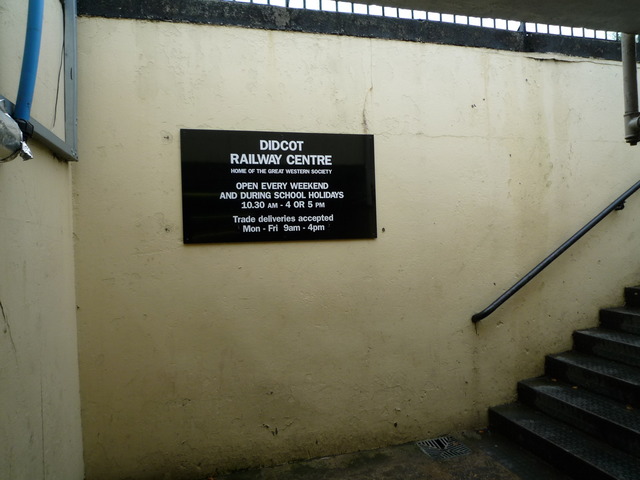 DIDCOT
RAILWAY CENTRE
HOME OF THE GREAT WESTERN SOCIETY
OPEN EVERY WEEKEND
AND DURING SCHOOL HOLIDAYS
10.30 AM - 4 OR 5 PM
Trade deliveries accepted
Mon - Fri 9am - 4pm